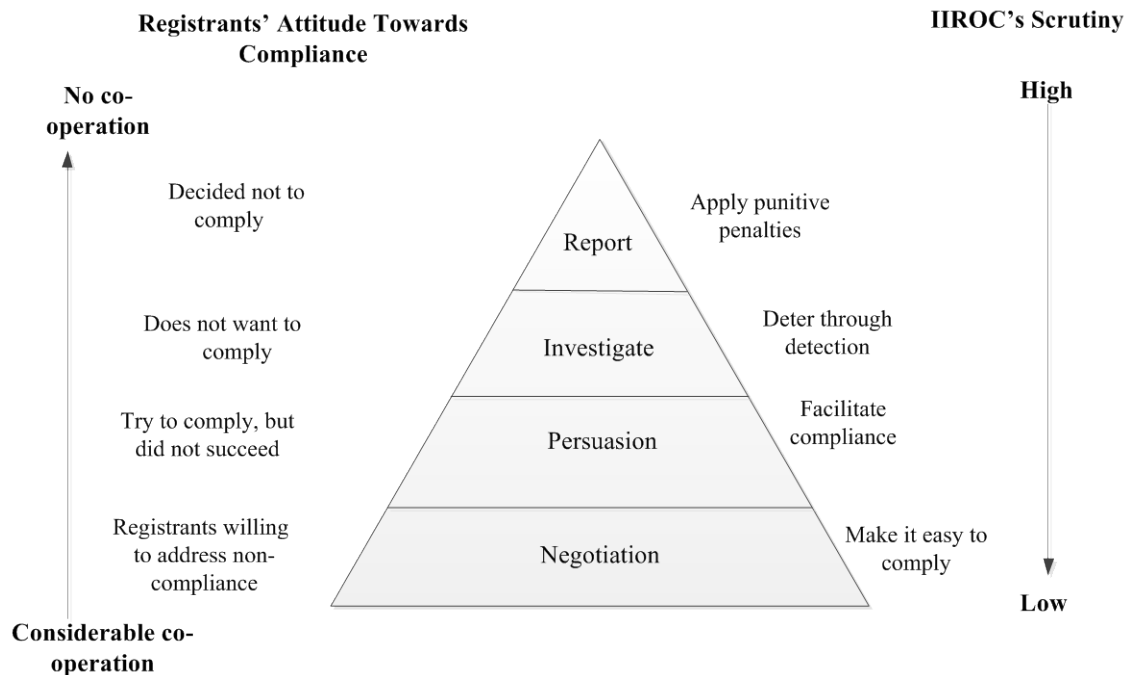 Registrants’ Attitude Towards
Compliance
IIROC’s Scrutiny
No co-
operation
High
Decided not to
comply
Report
Apply punitive
penalties
Does not want to
comply
Investigate
Deter through
detection
Try to comply, but
did not succeed
Persuasion
Facilitate
compliance
Registrants willing
to address non-
compliance
Negotiation
Make it easy to
comply
Low
Considerable co-
operation